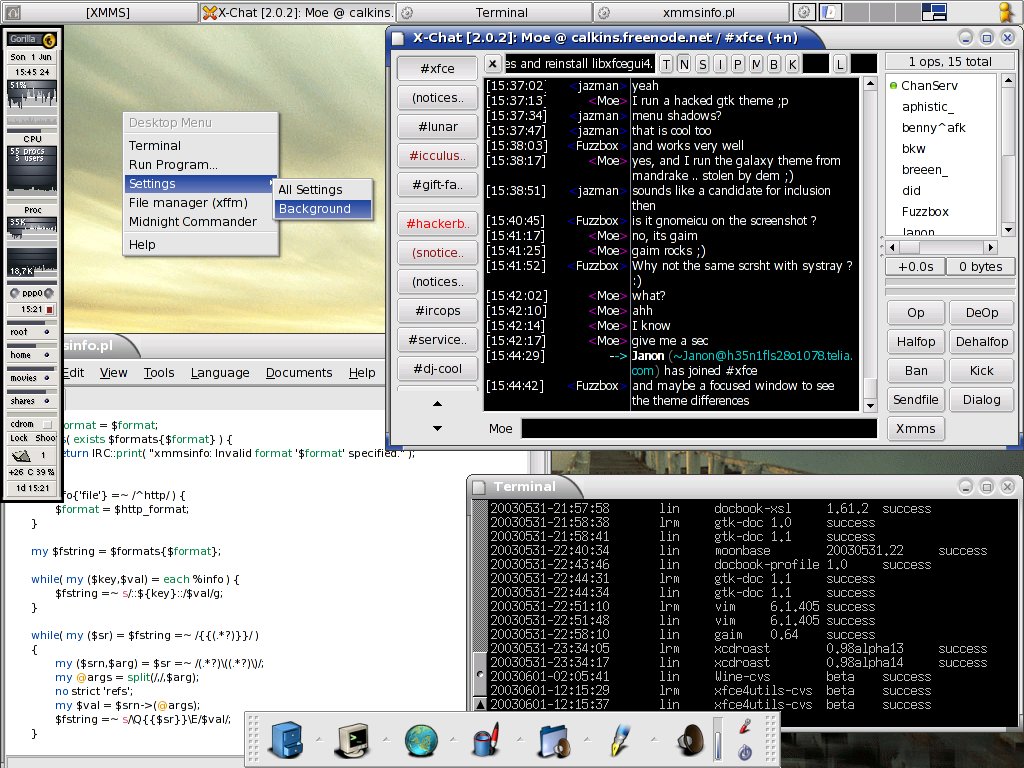 [XMMS]
X-Chat [2.0.2]: Moe @ calkins.
Terminal
xmmsinfo.pl
Gorilla
Son 1 Jun
15:45 24
51%
CPU
55 procs
3 users
Proc
35K
18,7K
ppp0
15:21
root
home
movies
shares
cdrom
Lock Shoo
1
+26 C 39 %
1d 15:21
Desktop Menu
Terminal
Run Program...
Settings
File manager (xffm)
Midnight Commander
Help
All Settings
Background
X-Chat [2.0.2]: Moe @ calkins.freenode.net / #xfce (+n)
#xfce
(notices..
#lunar
#icculus..
#gift-fa..
#hackerb..
(snotice..
(notices..
#ircops
#service..
#dj-cool
es and reinstall libxfcegui4.
T N S I P M B K L
[15:37:02] <jazman> yeah
[15:37:13] <Moe> I run a hacked gtk theme ;p
[15:37:34] <jazman> menu shadows?
[15:37:47] <jazman> that is cool too
[15:38:03] <Fuzzbox> and works very well
[15:38:17] <Moe> yes, and I run the galaxy theme from
mandrake .. stolen by dem ;)
[15:38:51] <jazman> sounds like a candidate for inclusion
then
[15:40:45] <Fuzzbox> is it gnomeicu on the screenshot ?
[15:41:17] <Moe> no, its gaim
[15:41:25] <Moe> gaim rocks ;)
[15:41:52] <Fuzzbox> Why not the same scrsht with systray ?
:)
[15:42:02] <Moe> what?
[15:42:10] <Moe> ahh
[15:42:14] <Moe> I know
[15:42:17] <Moe> give me a sec
[15:44:29] --> Janon (~Janon@h35n1fls28o1078.telia.
com) has joined #xfce
[15:44:42] <Fuzzbox> and maybe a focused window to see
the theme differences
Moe
1 ops, 15 total
ChanServ
aphistic_
benny^afk
bkw
breeen_
did
Fuzzbox
Janon
+0.0s 0 bytes
Op DeOp
Halfop Dehalfop
Ban Kick
Sendfile Dialog
Xmms
sinfo.pl
Edit View Tools Language Documents Help
format = $format;
s( exists $formats{$format} ) {
eturn IRC::print( "xmmsinfo: Invalid format '$format' specified." );
fo{'file'} =~ /^http/ ) {
$format = $http_format;
}
my $fstring = $formats{$format};
while( my ($key,$val) = each %info ) {
$fstring =~ s/::${key}::/$val/g;
}
while( my ($sr) = $fstring =~ /{{(.*?)}}/ )
{
my ($srn,$arg) = $sr =~ /(.*?)\((.*?)\)/;
my @args = split(/,/,$arg);
no strict 'refs';
my $val = $srn->(@args);
$fstring =~ s/\Q{{$sr}}\E/$val/;
}
Terminal
20030531-21:57:58 lin docbook-xsl 1.61.2 success
20030531-21:58:38 lrm gtk-doc 1.0 success
20030531-21:58:41 lin gtk-doc 1.1 success
20030531-22:40:34 lin moonbase 20030531.22 success
20030531-22:43:46 lin docbook-profile 1.0 success
20030531-22:44:31 lrm gtk-doc 1.1 success
20030531-22:44:34 lin gtk-doc 1.1 success
20030531-22:51:10 lrm vim 6.1.405 success
20030531-22:51:48 lin vim 6.1.405 success
20030531-22:58:10 lin gaim 0.64 success
20030531-23:34:05 lrm xcdroast 0.98alpha13 success
20030531-23:34:17 lin xcdroast 0.98alpha14 success
20030601-02:05:41 lin Wine-cvs beta success
20030601-12:15:29 lrm xfce4utils-cvs beta success
20030601-12:15:37 lin xfce4utils-cvs beta success